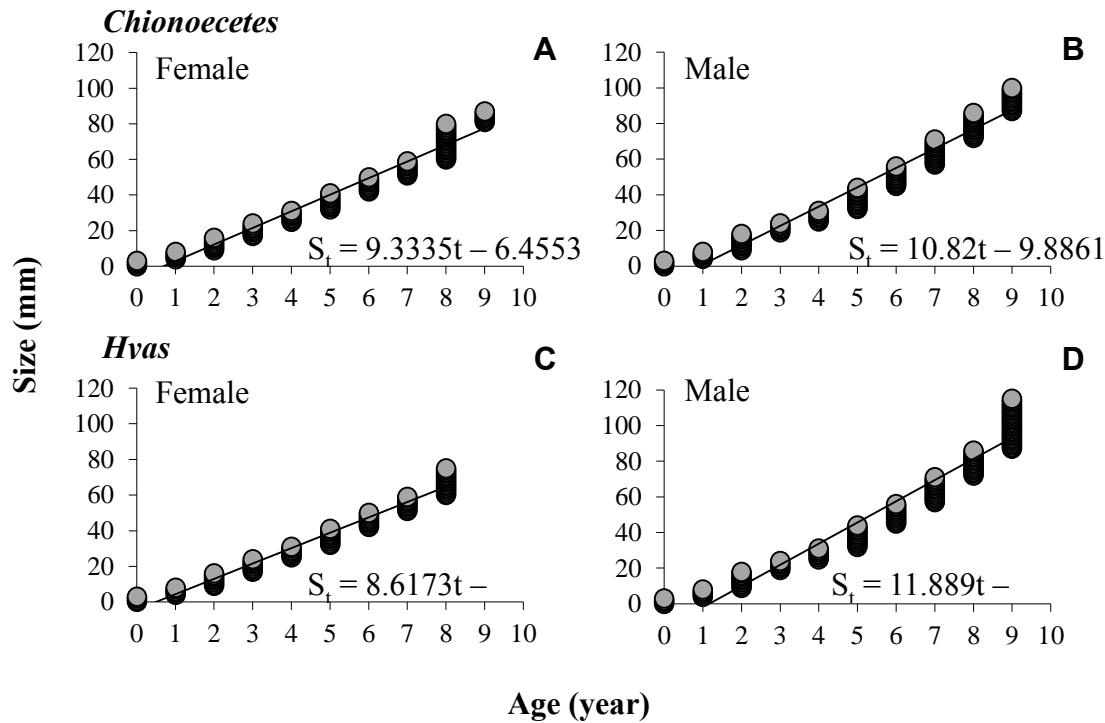 Chionoecetes
A
Female
120
100
80
60
40
20
0
S_t = 9.3335t – 6.4553
0 1 2 3 4 5 6 7 8 9 10
B
Male
120
100
80
60
40
20
0
S_t = 10.82t – 9.8861
0 1 2 3 4 5 6 7 8 9 10
Size (mm)
Hvas
C
Female
120
100
80
60
40
20
0
S_t = 8.6173t –
0 1 2 3 4 5 6 7 8 9 10
D
Male
120
100
80
60
40
20
0
S_t = 11.889t –
0 1 2 3 4 5 6 7 8 9 10
Age (year)